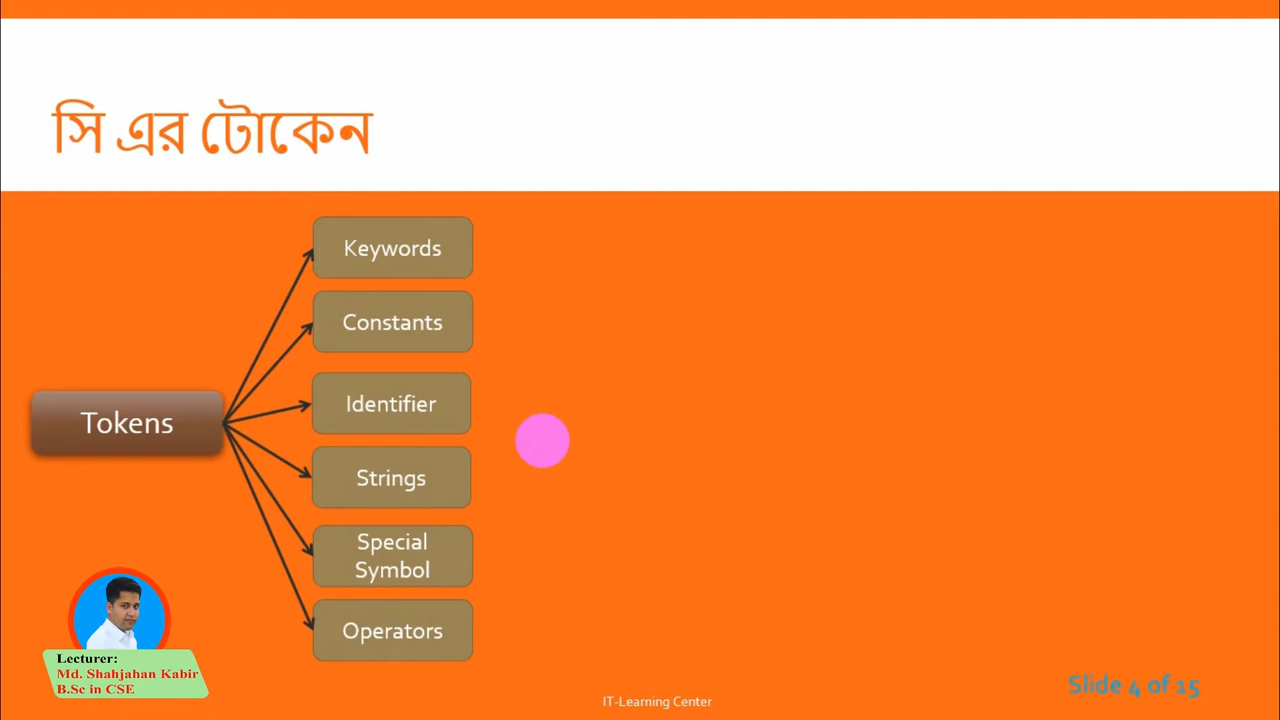 সি এর টোকেন
Keywords
Constants
Identifier
Tokens
Strings
Special
Symbol
Operators
Lecturer:
Md. Shahjahan Kabir
B.Sc in CSE
IT-Learning Center
Slide 4 of 15